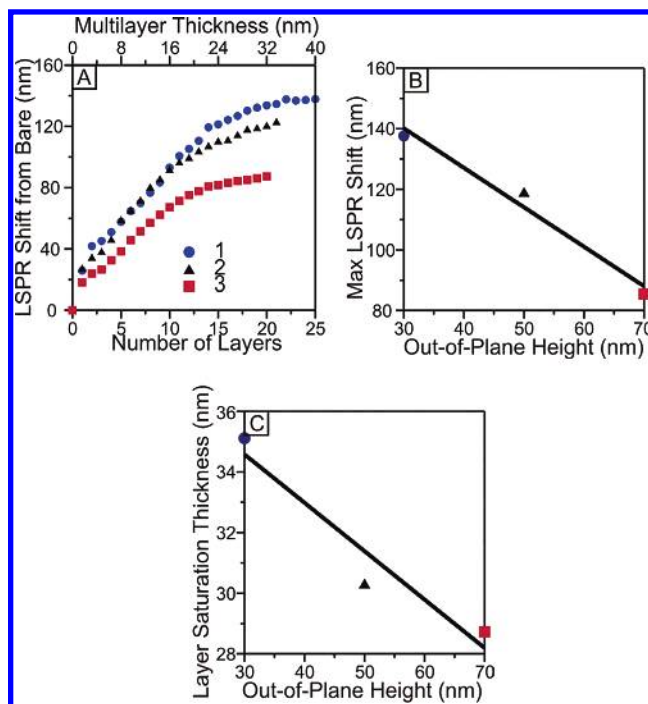 Multilayer Thickness (nm)
0 8 16 24 32 40
A
LSPR Shift from Bare (nm)
160
120
80
40
0
1
2
3
0 5 10 15 20 25
Number of Layers
B
Max LSPR Shift (nm)
160
140
120
100
80
30 40 50 60 70
Out-of-Plane Height (nm)
C
Layer Saturation Thickness (nm)
36
34
32
30
28
30 40 50 60 70
Out-of-Plane Height (nm)